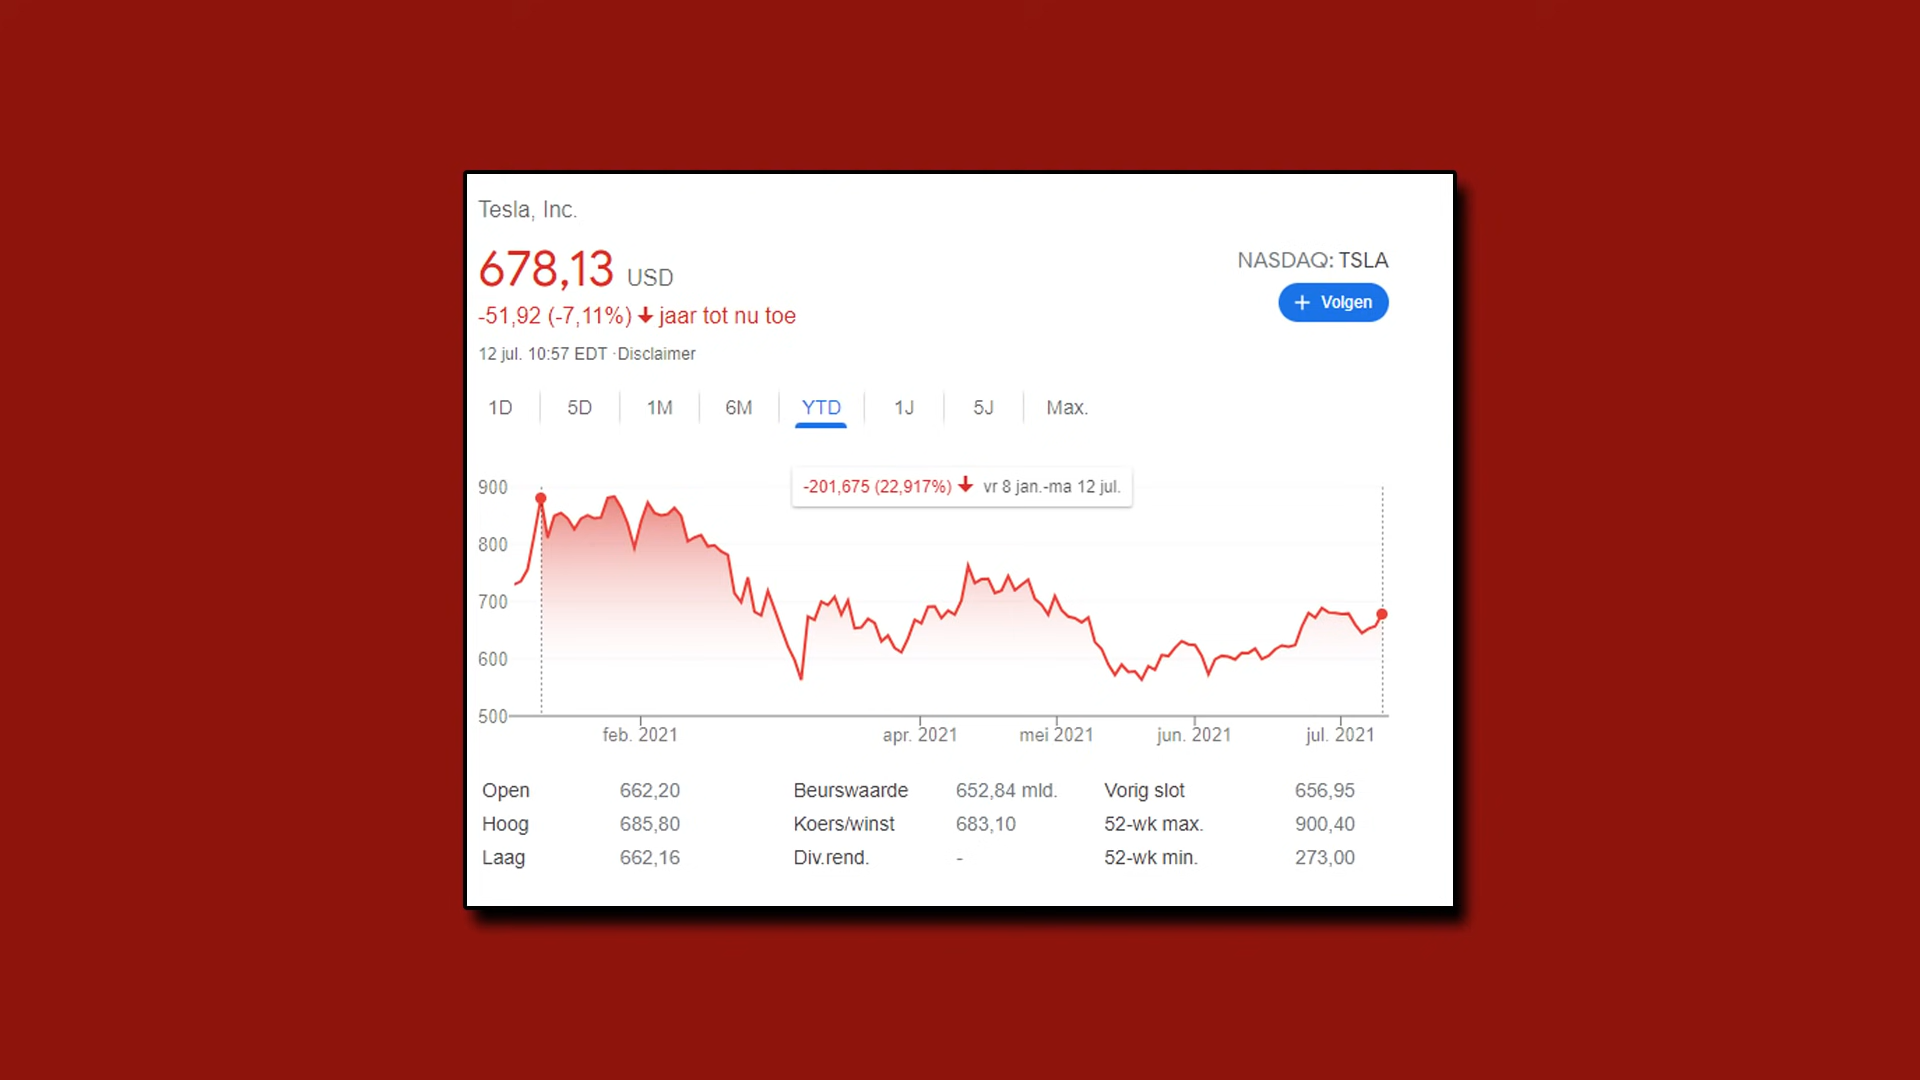 Tesla, Inc.
678,13 USD
NASDAQ: TSLA
+ Volgen
-51,92 (-7,11%) ↓ jaar tot nu toe
12 jul. 10:57 EDT · Disclaimer
1D 5D 1M 6M YTD 1J 5J Max.
-201,675 (22,917%) ↓ vr 8 jan.-ma 12 jul.
900
800
700
600
500
feb. 2021 apr. 2021 mei 2021 jun. 2021 jul. 2021
Open 662,20 Beurswaarde 652,84 mld. Vorig slot 656,95
Hoog 685,80 Koers/winst 683,10 52-wk max. 900,40
Laag 662,16 Div.rend. - 52-wk min. 273,00